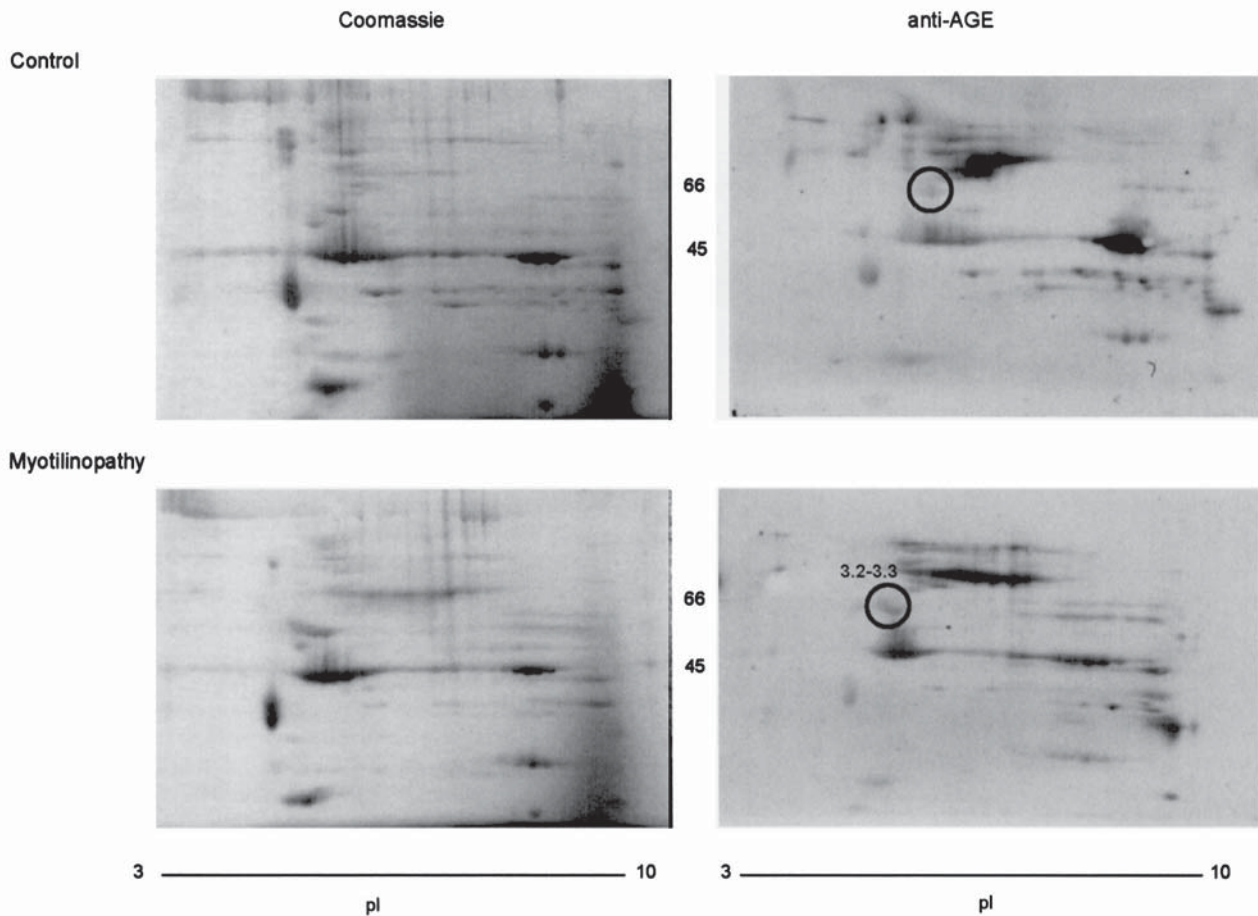 Coomassie anti-AGE
Control
66
45
Myotilinopathy
3.2-3.3
66
45
3 10 3 10
pI pI